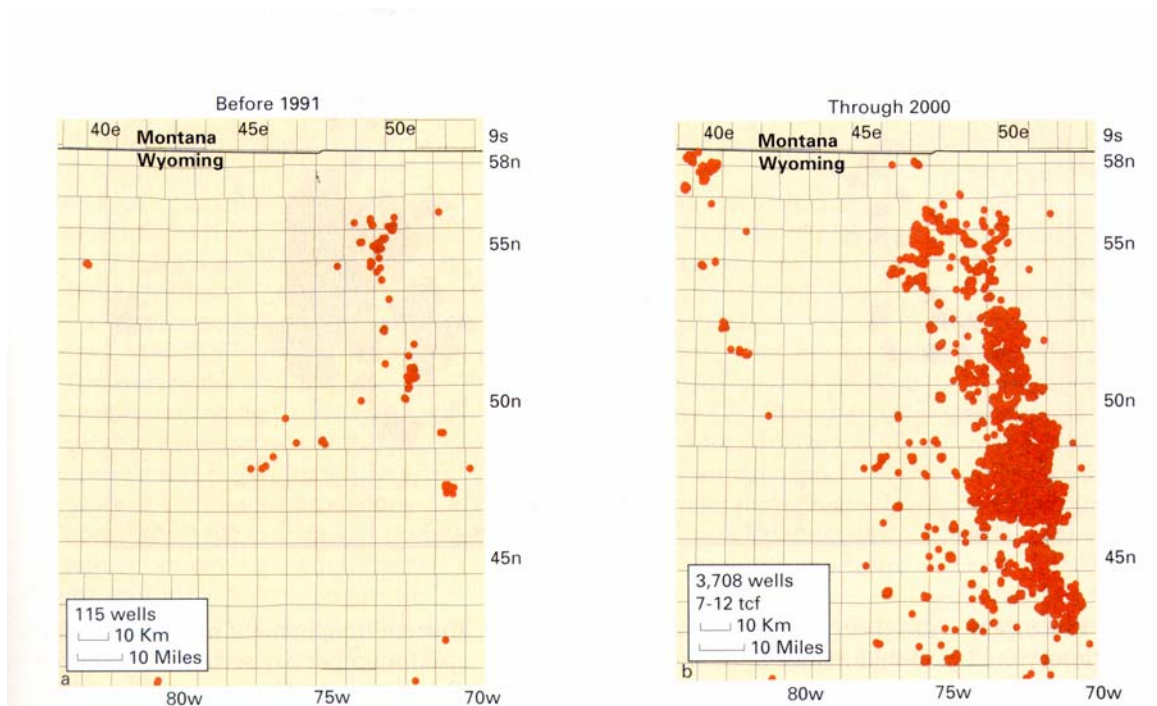 Before 1991
40e 45e 50e 9s
Montana
Wyoming 58n
55n
50n
45n
115 wells
10 Km
10 Miles
a
80w 75w 70w
Through 2000
40e 45e 50e 9s
Montana
Wyoming 58n
55n
50n
45n
3,708 wells
7-12 tcf
10 Km
10 Miles
b
80w 75w 70w